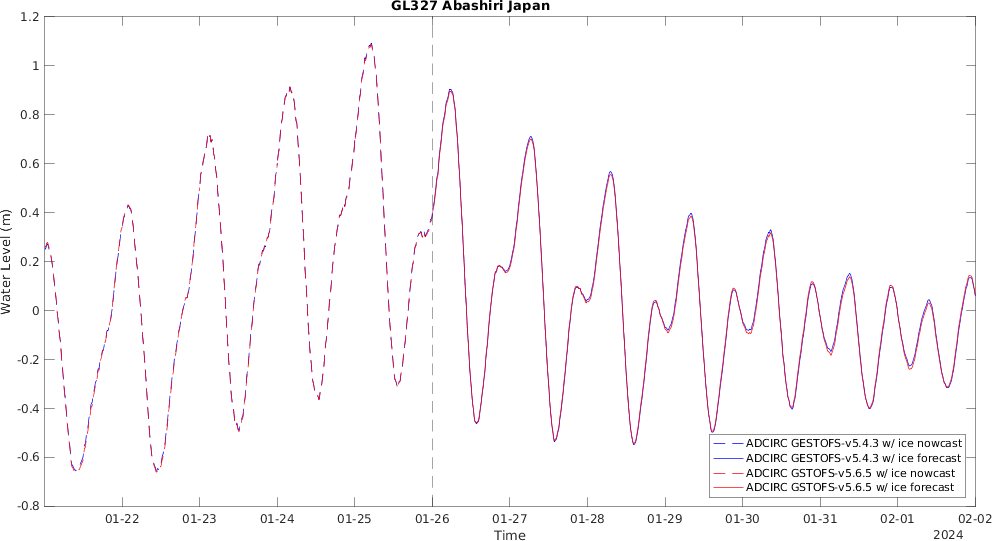 GL327 Abashiri Japan
1.2
1
0.8
0.6
0.4
0.2
0
-0.2
-0.4
-0.6
-0.8
Water Level (m)
ADCIRC GESTOFS-v5.4.3 w/ ice nowcast
ADCIRC GESTOFS-v5.4.3 w/ ice forecast
ADCIRC GSTOFS-v5.6.5 w/ ice nowcast
ADCIRC GSTOFS-v5.6.5 w/ ice forecast
01-22 01-23 01-24 01-25 01-26 01-27 01-28 01-29 01-30 01-31 02-01 02-02
Time
2024